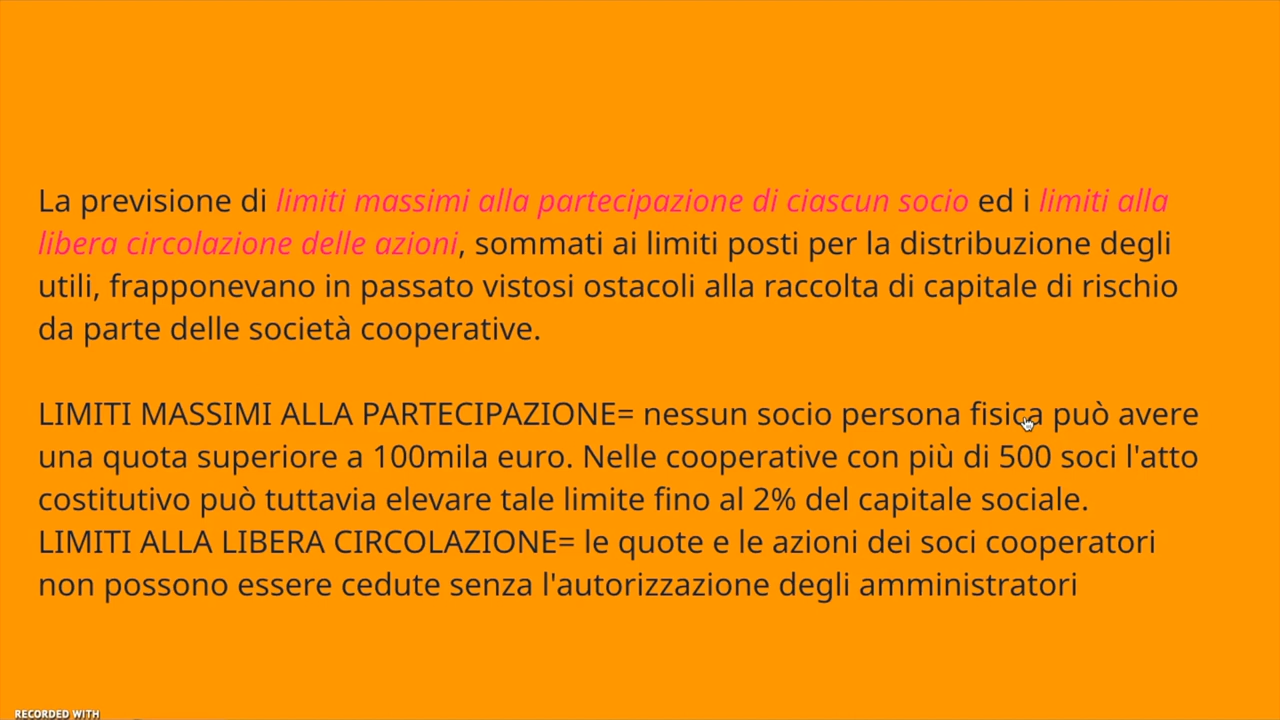 La previsione di limiti massimi alla partecipazione di ciascun socio ed i limiti alla
libera circolazione delle azioni, sommati ai limiti posti per la distribuzione degli
utili, frapponevano in passato vistosi ostacoli alla raccolta di capitale di rischio
da parte delle società cooperative.
LIMITI MASSIMI ALLA PARTECIPAZIONE= nessun socio persona fisica può avere
una quota superiore a 100mila euro. Nelle cooperative con più di 500 soci l'atto
costitutivo può tuttavia elevare tale limite fino al 2% del capitale sociale.
LIMITI ALLA LIBERA CIRCOLAZIONE= le quote e le azioni dei soci cooperatori
non possono essere cedute senza l'autorizzazione degli amministratori
RECORDED WITH